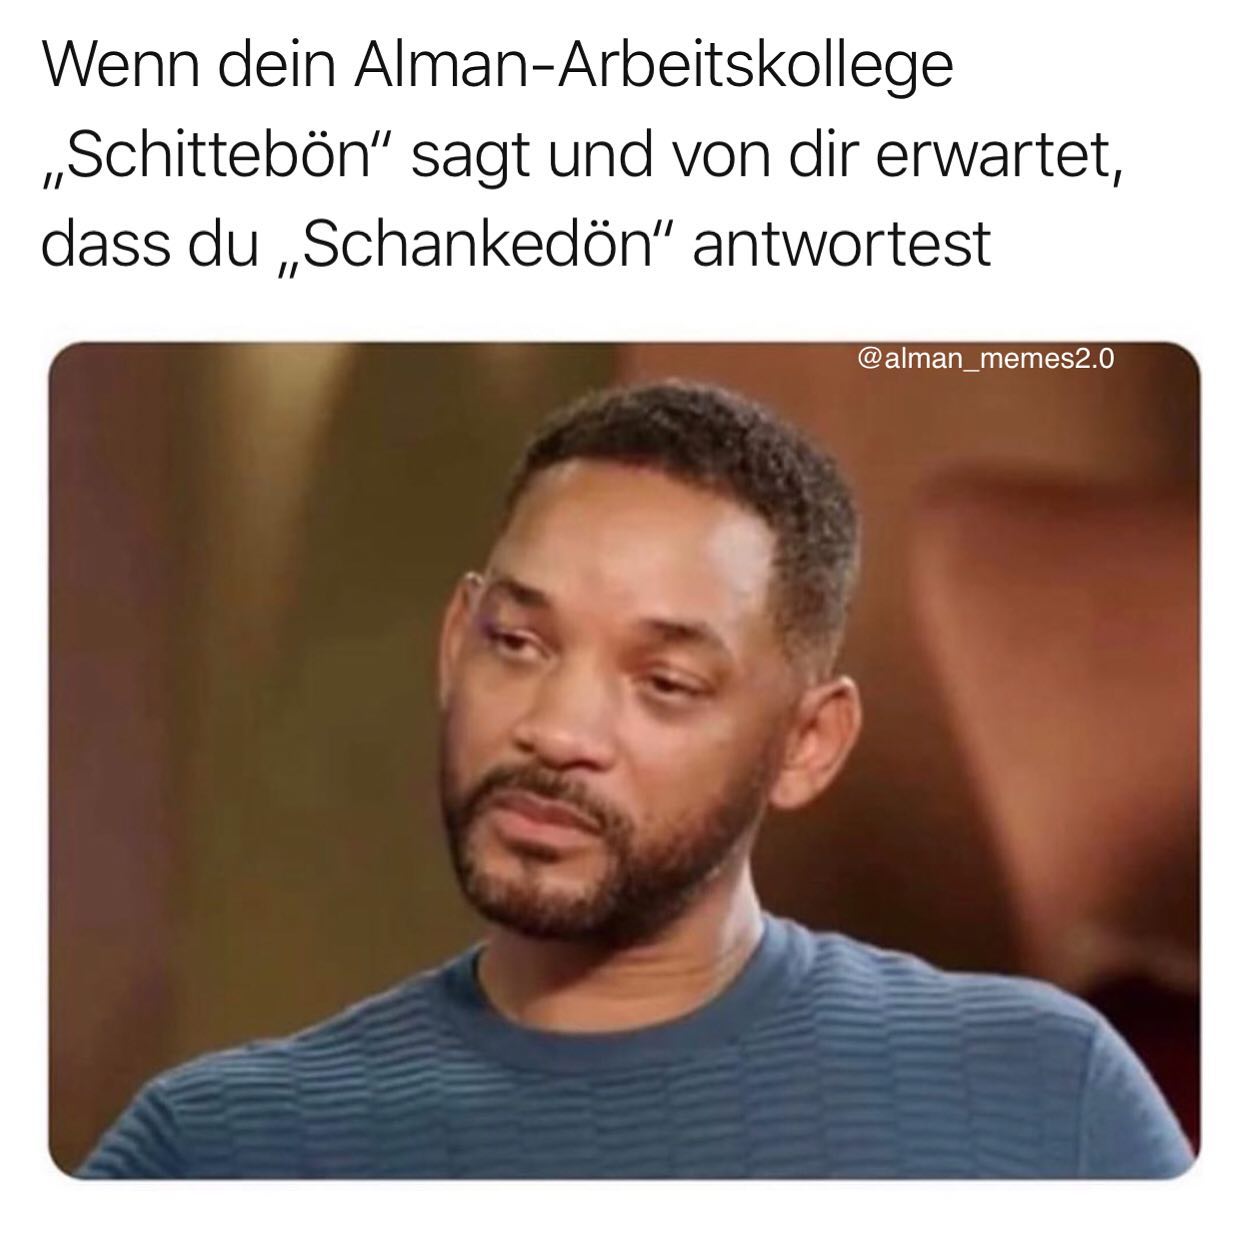 Wenn dein Alman-Arbeitskollege
„Schittebön“ sagt und von dir erwartet,
dass du „Schankedön“ antwortest
@alman_memes2.0